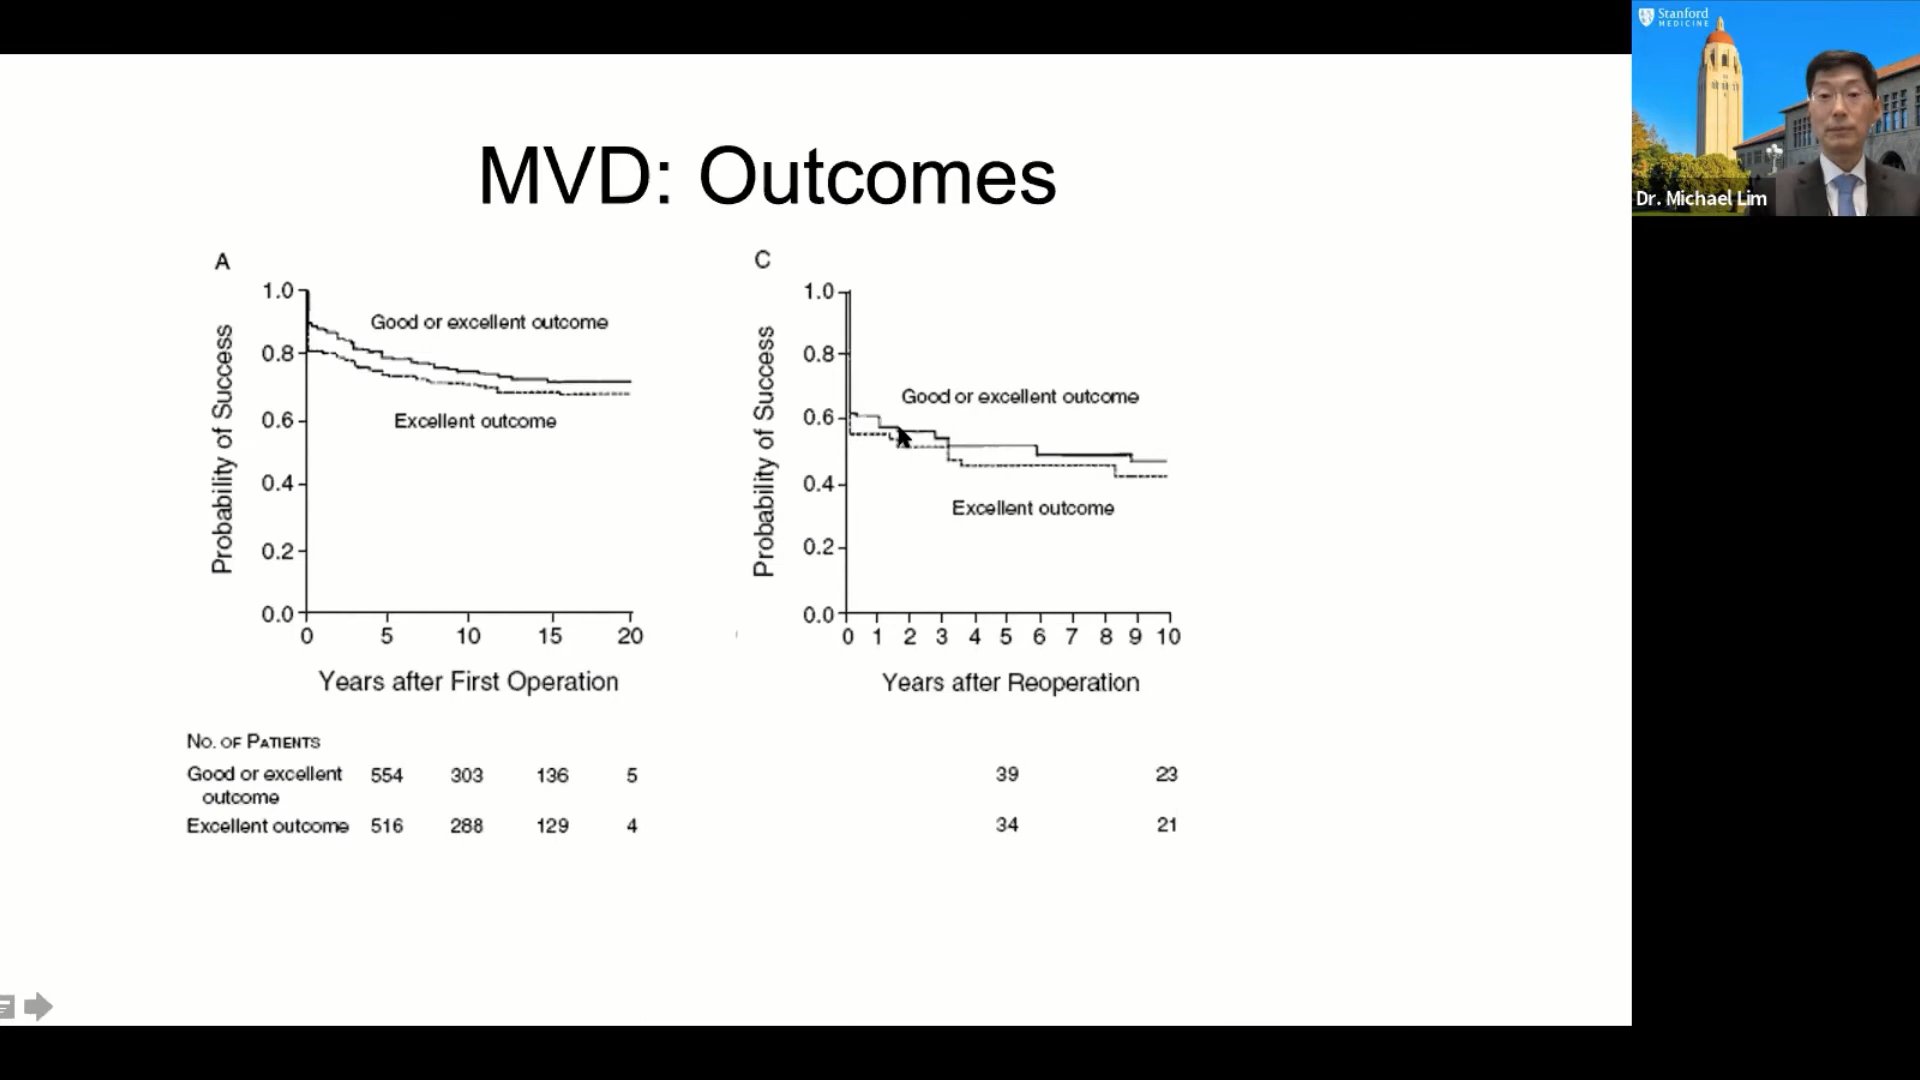 Stanford
MEDICINE
Dr. Michael Lim
MVD: Outcomes
A
1.0
0.8
0.6
0.4
0.2
0.0
Probability of Success
Good or excellent outcome
Excellent outcome
0 5 10 15 20
Years after First Operation
C
1.0
0.8
0.6
0.4
0.2
0.0
Probability of Success
Good or excellent outcome
Excellent outcome
0 1 2 3 4 5 6 7 8 9 10
Years after Reoperation
No. of Patients
Good or excellent 554 303 136 5 39 23
outcome
Excellent outcome 516 288 129 4 34 21